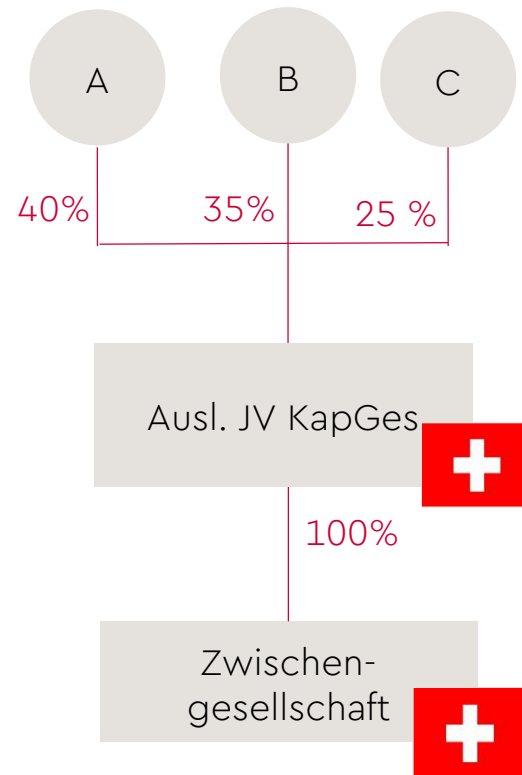 A
B
C
40%
35%
25 %
Ausl. JV KapGes
100%
Zwischen-
gesellschaft